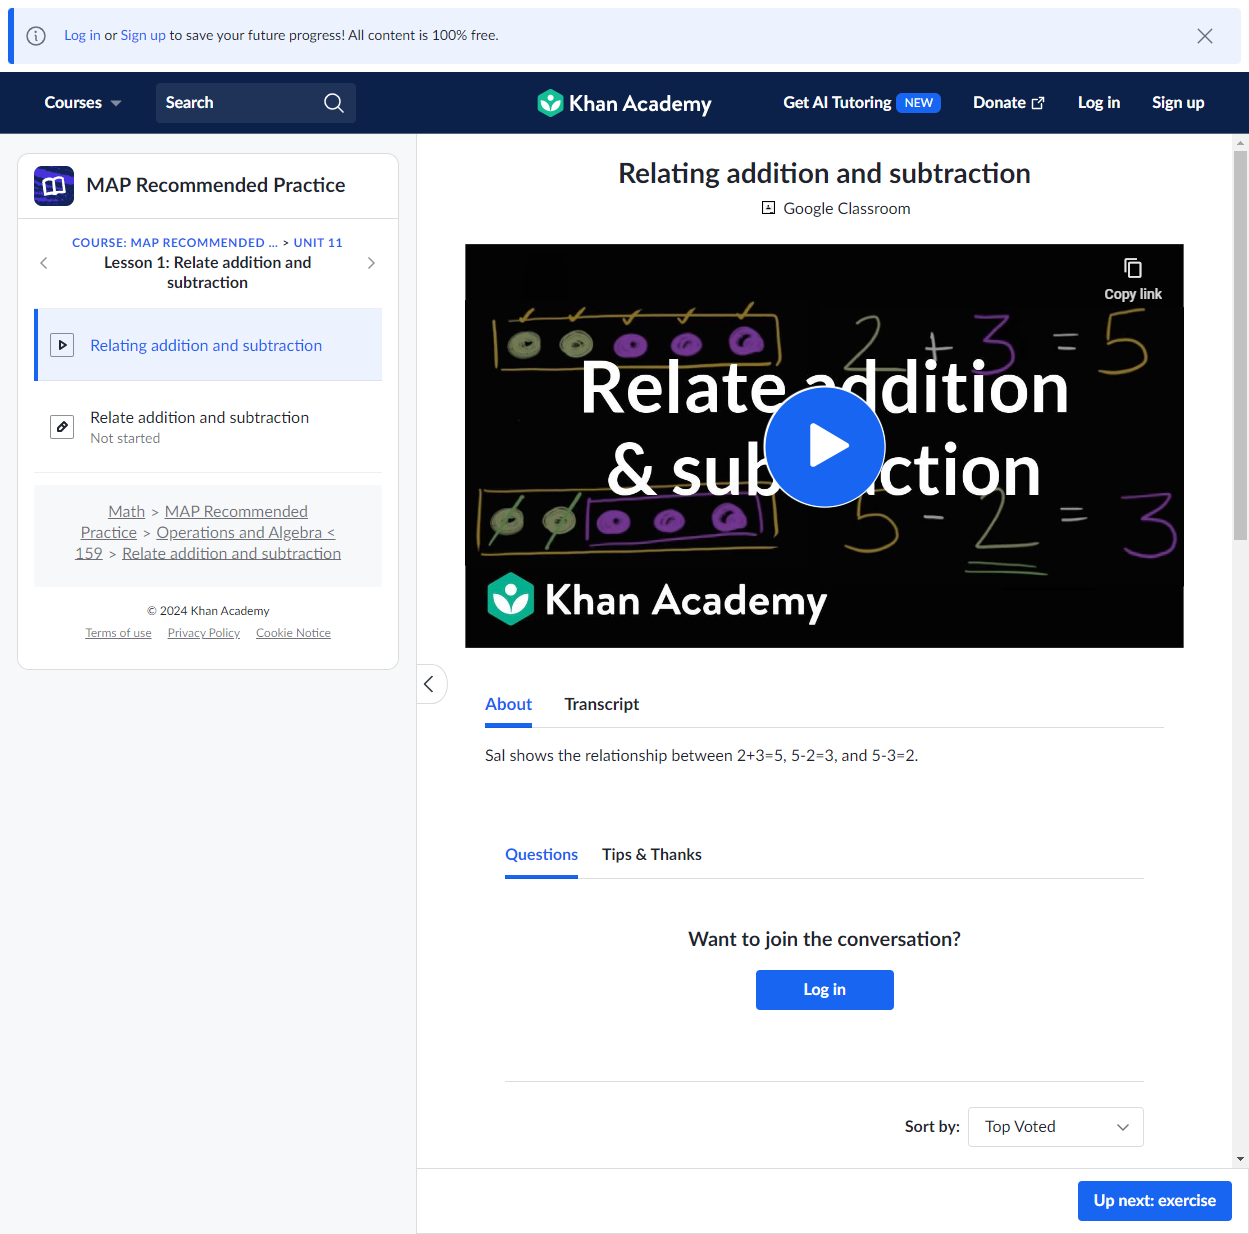 Log in or Sign up to save your future progress! All content is 100% free.
Courses
Search
Khan Academy
Get AI Tutoring NEW
Donate
Log in
Sign up
MAP Recommended Practice
COURSE: MAP RECOMMENDED ... > UNIT 11
Lesson 1: Relate addition and
subtraction
Relating addition and subtraction
Relate addition and subtraction
Not started
Math > MAP Recommended
Practice > Operations and Algebra <
159 > Relate addition and subtraction
© 2024 Khan Academy
Terms of use Privacy Policy Cookie Notice
Relating addition and subtraction
Google Classroom
Copy link
2 + 3 = 5
Relate addition
& subtraction
5 - 2 = 3
Khan Academy
About Transcript
Sal shows the relationship between 2+3=5, 5-2=3, and 5-3=2.
Questions Tips & Thanks
Want to join the conversation?
Log in
Sort by: Top Voted
Up next: exercise